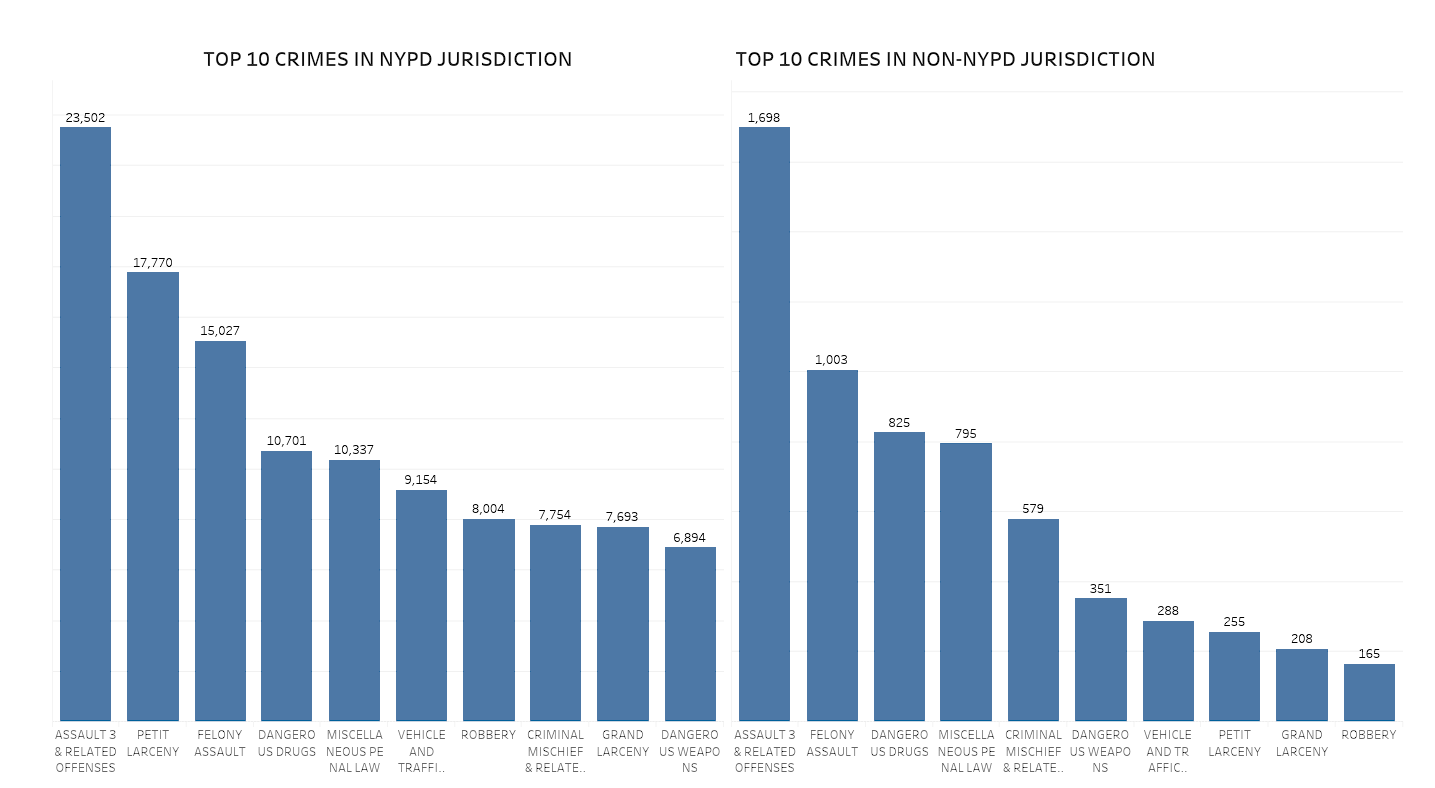 TOP 10 CRIMES IN NYPD JURISDICTION
23,502
17,770
15,027
10,701
10,337
9,154
8,004
7,754
7,693
6,894
ASSAULT 3
& RELATED
OFFENSES
PETIT
LARCENY
FELONY
ASSAULT
DANGERO
US DRUGS
MISCELLA
NEOUS PE
NAL LAW
VEHICLE
AND
TRAFFI..
ROBBERY
CRIMINAL
MISCHIEF
& RELATE..
GRAND
LARCENY
DANGERO
US WEAPO
NS
TOP 10 CRIMES IN NON-NYPD JURISDICTION
1,698
1,003
825
795
579
351
288
255
208
165
ASSAULT 3
& RELATED
OFFENSES
FELONY
ASSAULT
DANGERO
US DRUGS
MISCELLA
NEOUS PE
NAL LAW
CRIMINAL
MISCHIEF
& RELATE..
DANGERO
US WEAPO
NS
VEHICLE
AND TR
AFFIC..
PETIT
LARCENY
GRAND
LARCENY
ROBBERY